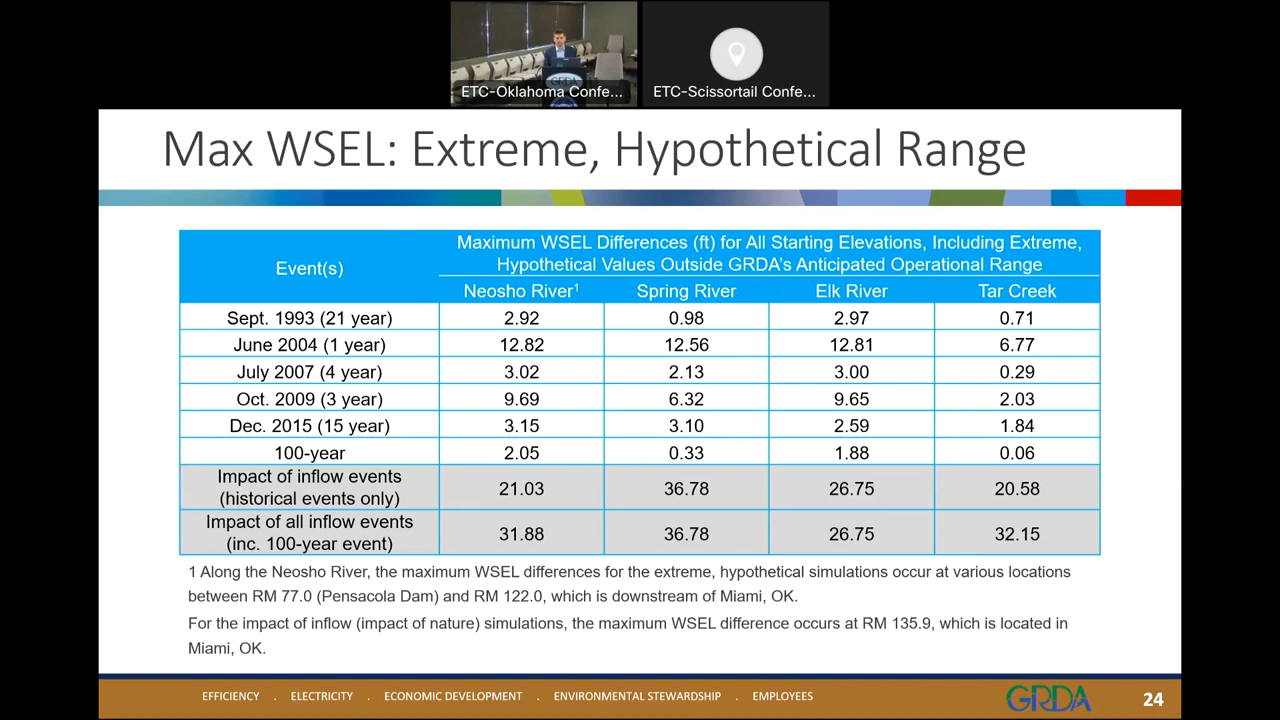 ETC-Oklahoma Confe...
ETC-Scissortail Confe...
GRDA
Max WSEL: Extreme, Hypothetical Range
Event(s)
Maximum WSEL Differences (ft) for All Starting Elevations, Including Extreme,
Hypothetical Values Outside GRDA's Anticipated Operational Range
Neosho River¹ Spring River Elk River Tar Creek
Sept. 1993 (21 year) 2.92 0.98 2.97 0.71
June 2004 (1 year) 12.82 12.56 12.81 6.77
July 2007 (4 year) 3.02 2.13 3.00 0.29
Oct. 2009 (3 year) 9.69 6.32 9.65 2.03
Dec. 2015 (15 year) 3.15 3.10 2.59 1.84
100-year 2.05 0.33 1.88 0.06
Impact of inflow events
(historical events only) 21.03 36.78 26.75 20.58
Impact of all inflow events
(inc. 100-year event) 31.88 36.78 26.75 32.15
1 Along the Neosho River, the maximum WSEL differences for the extreme, hypothetical simulations occur at various locations
between RM 77.0 (Pensacola Dam) and RM 122.0, which is downstream of Miami, OK.
For the impact of inflow (impact of nature) simulations, the maximum WSEL difference occurs at RM 135.9, which is located in
Miami, OK.
EFFICIENCY . ELECTRICITY . ECONOMIC DEVELOPMENT . ENVIRONMENTAL STEWARDSHIP . EMPLOYEES
GRDA
24